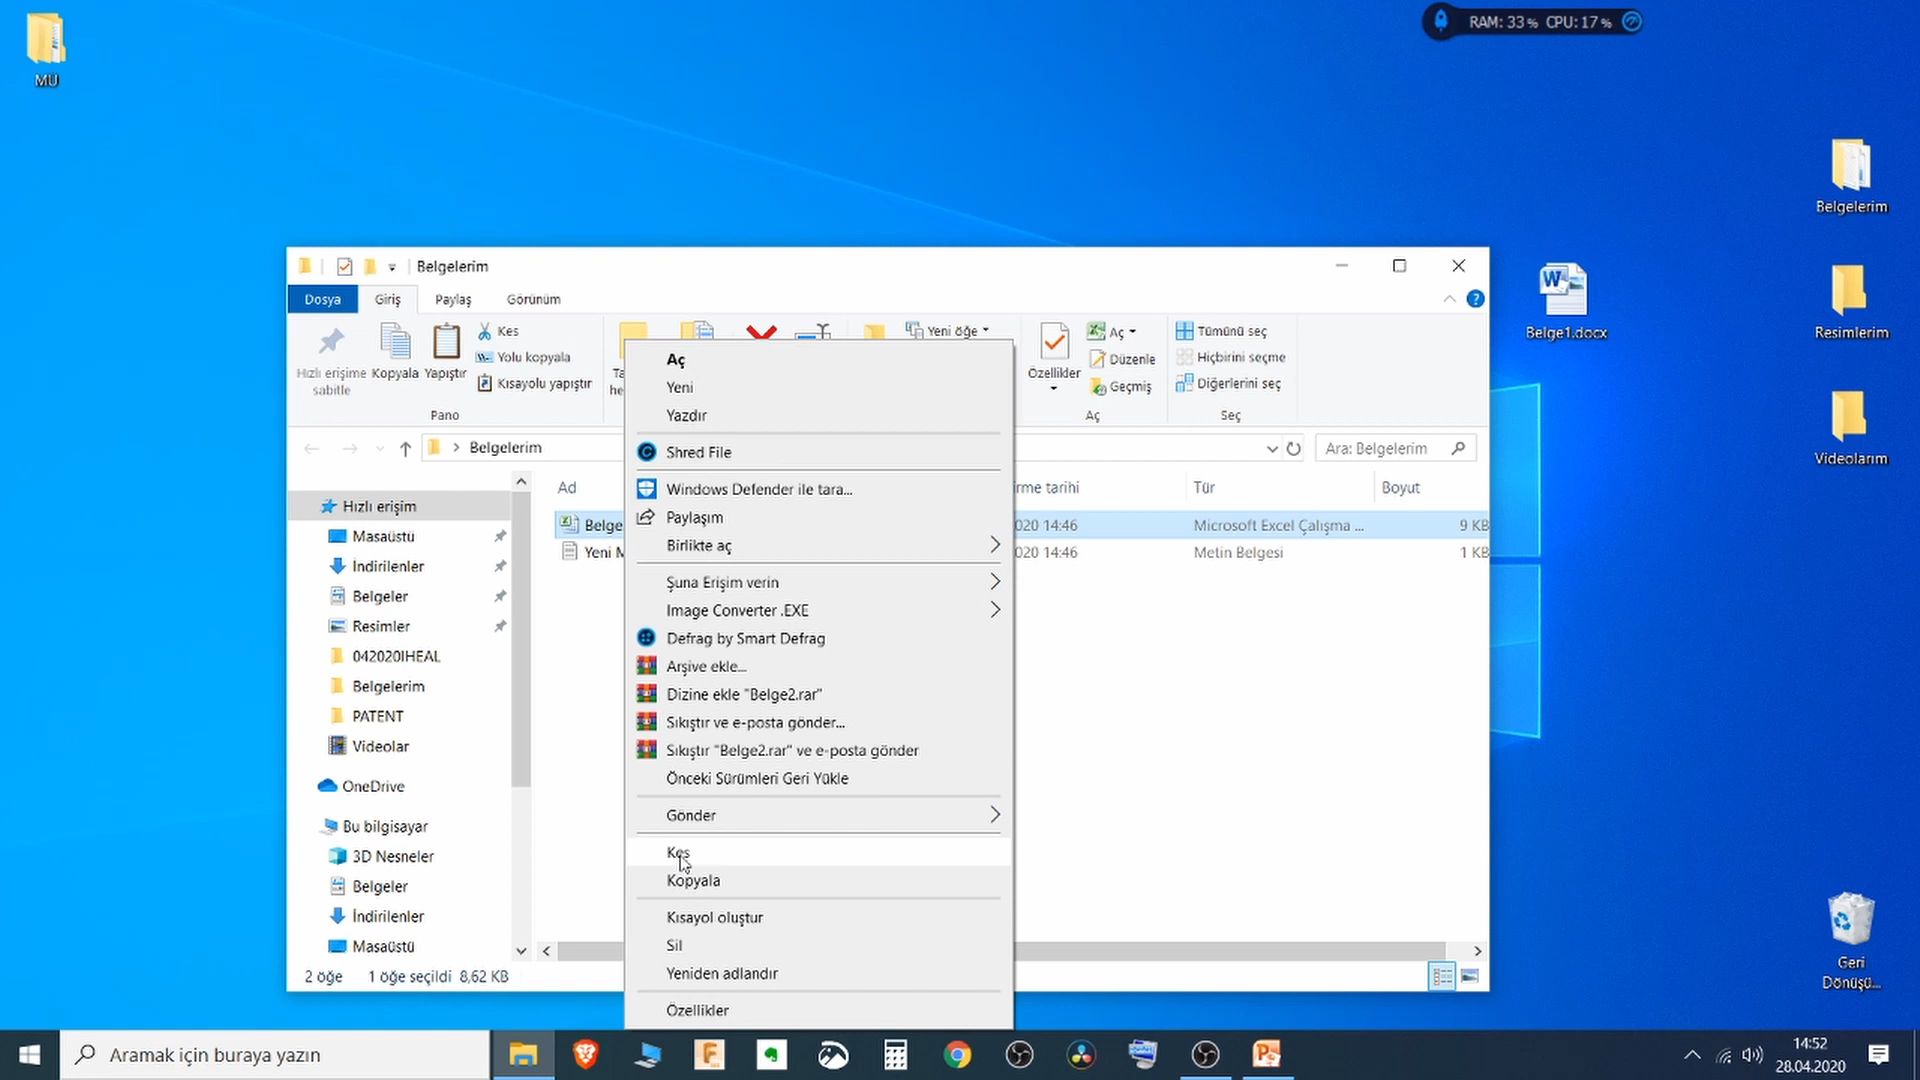 MU
RAM: 33 % CPU: 17 %
Belgelerim
Resimlerim
Videolarım
Belge1.docx
Geri
Dönüşü...
Belgelerim
Dosya
Giriş
Paylaş
Görünüm
Hızlı erişime
sabitle
Kopyala
Yapıştır
Kes
Yolu kopyala
Kısayolu yapıştır
Pano
Yeni öğe
Özellikler
Aç
Düzenle
Geçmiş
Aç
Tümünü seç
Hiçbirini seçme
Diğerlerini seç
Seç
Belgelerim
Ara: Belgelerim
Ad
Tür
Boyut
Belge
020 14:46
Microsoft Excel Çalışma ...
9 KB
Yeni M
020 14:46
Metin Belgesi
1 KB
Hızlı erişim
Masaüstü
İndirilenler
Belgeler
Resimler
042020IHEAL
Belgelerim
PATENT
Videolar
OneDrive
Bu bilgisayar
3D Nesneler
Belgeler
İndirilenler
Masaüstü
2 öğe
1 öğe seçildi 8,62 KB
Aç
Yeni
Yazdır
Shred File
Windows Defender ile tara...
Paylaşım
Birlikte aç
Şuna Erişim verin
Image Converter .EXE
Defrag by Smart Defrag
Arşive ekle...
Dizine ekle "Belge2.rar"
Sıkıştır ve e-posta gönder...
Sıkıştır "Belge2.rar" ve e-posta gönder
Önceki Sürümleri Geri Yükle
Gönder
Kes
Kopyala
Kısayol oluştur
Sil
Yeniden adlandır
Özellikler
Aramak için buraya yazın
14:52
28.04.2020